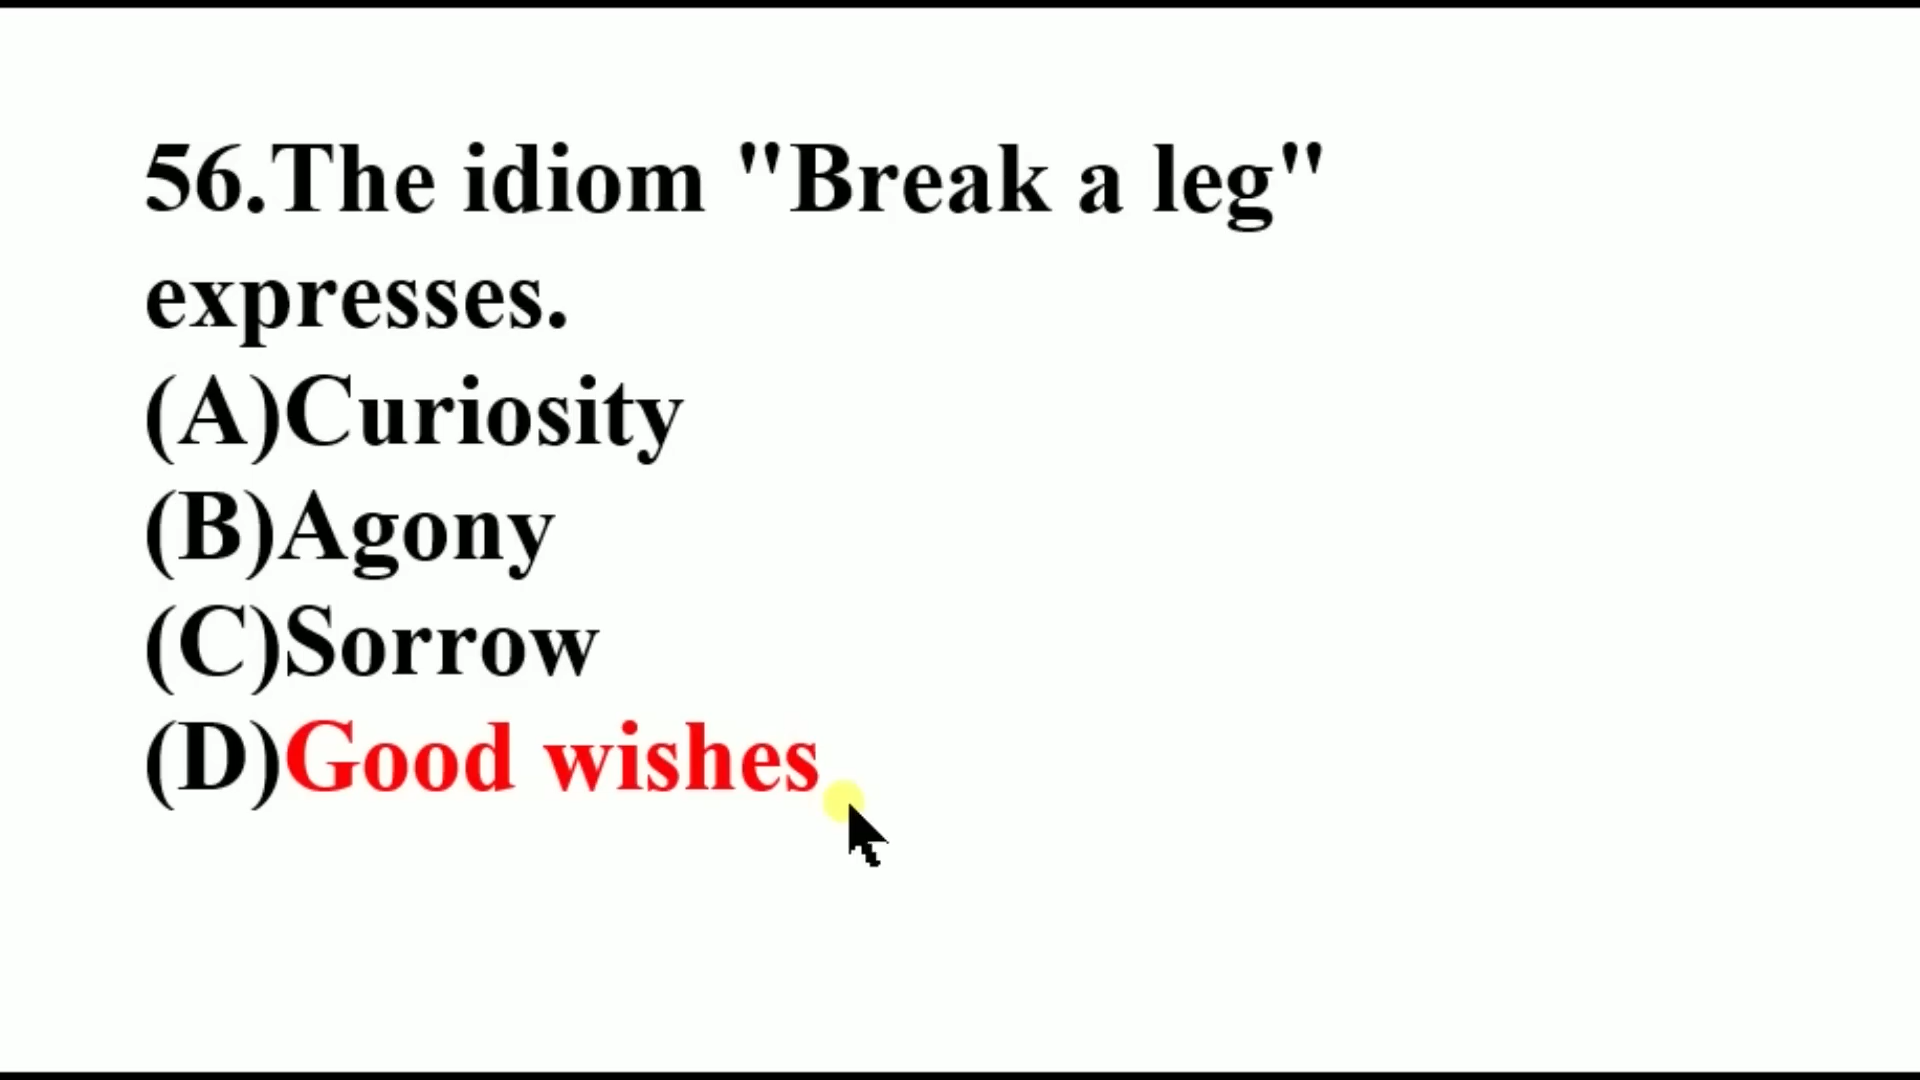 56.The idiom "Break a leg"
expresses.
(A)Curiosity
(B)Agony
(C)Sorrow
(D)Good wishes